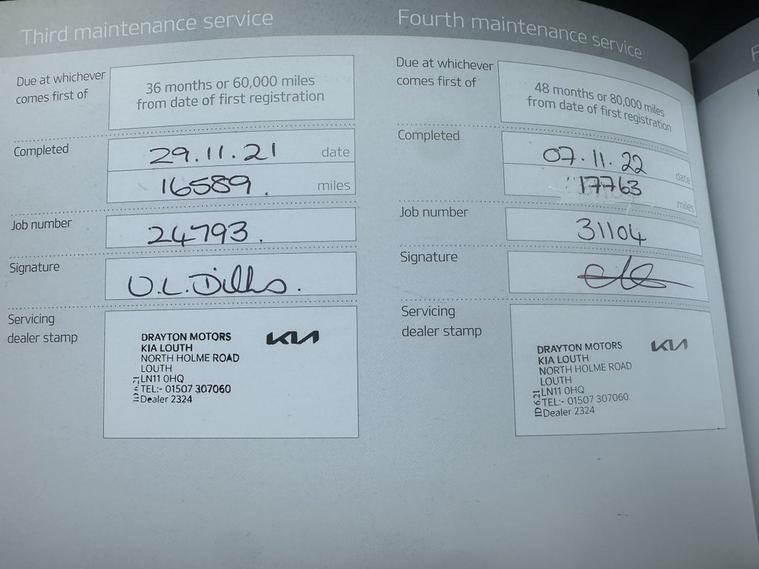 Third maintenance service
Due at whichever
comes first of
36 months or 60,000 miles
from date of first registration
Completed
29.11.21 date
16589. miles
Job number
24793.
Signature
Servicing
dealer stamp
DRAYTON MOTORS
KIA LOUTH
NORTH HOLME ROAD
LOUTH
LN11 0HQ
TEL:- 01507 307060
Dealer 2324
KIA
Fourth maintenance service
Due at whichever
comes first of
48 months or 80,000 miles
from date of first registration
Completed
07.11.22 date
17763 miles
Job number
31104
Signature
Servicing
dealer stamp
DRAYTON MOTORS
KIA LOUTH
NORTH HOLME ROAD
LOUTH
LN11 0HQ
TEL:- 01507 307060
Dealer 2324
KIA
F